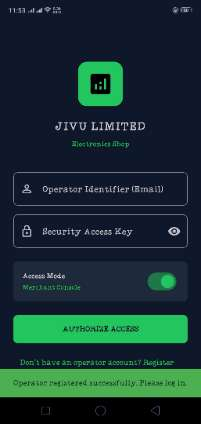 11:53
JIVU LIMITED
Electronics Shop
Operator Identifier (Email)
Security Access Key
Access Mode
Merchant Console
AUTHORIZE ACCESS
Don't have an operator account? Register
Operator registered successfully. Please log in.